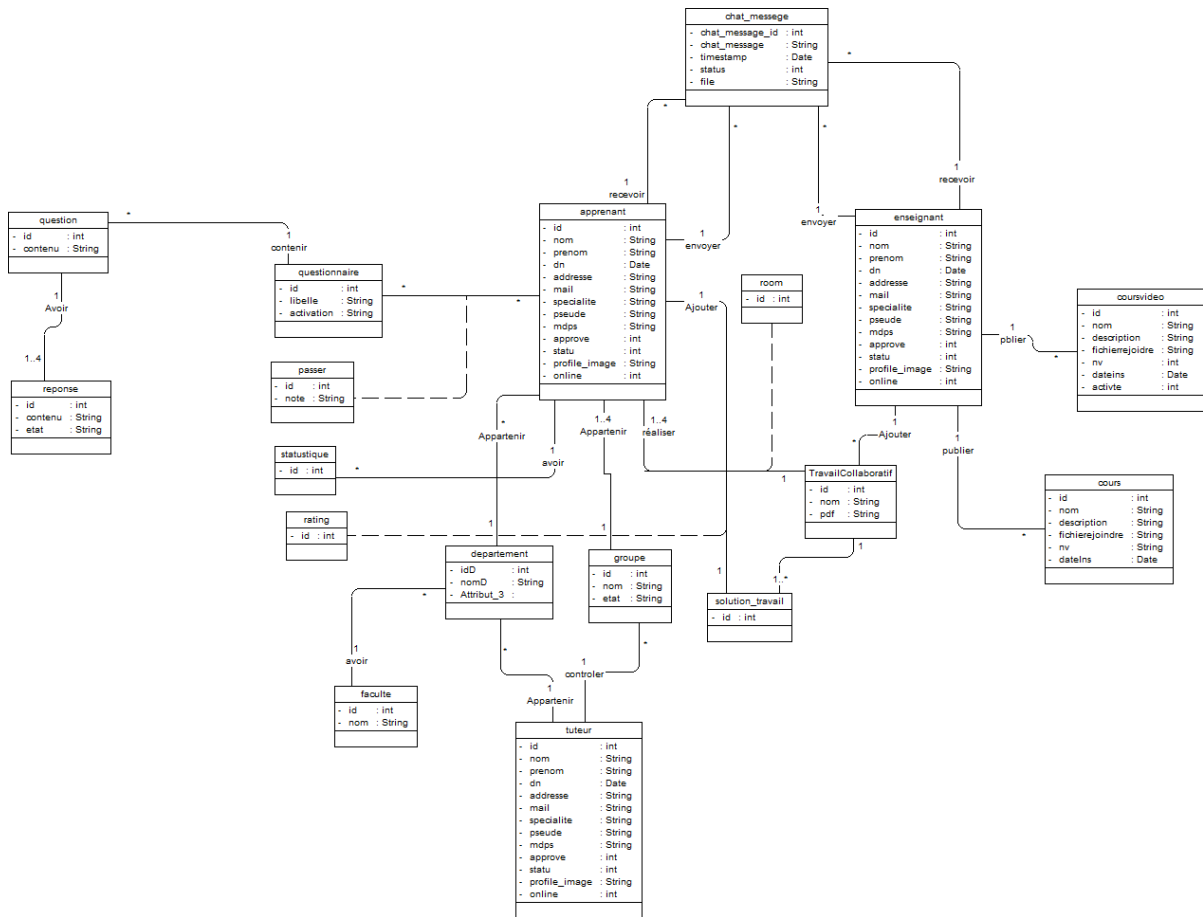 chat_messege
- chat_message_id : int
- chat_message : String
- timestamp : Date
- status : int
- file : String
*
*
*
*
*
1
recevoir
1
envoyer
1
envoyer
1
recevoir
question
- id : int
- contenu : String
*
1
contenir
1
Avoir
1..4
reponse
- id : int
- contenu : String
- etat : String
questionnaire
- id : int
- libelle : String
- activation : String
*
*
passer
- id : int
- note : String
statustique
- id : int
*
rating
- id : int
apprenant
- id : int
- nom : String
- prenom : String
- dn : Date
- addresse : String
- mail : String
- specialite : String
- pseude : String
- mdps : String
- approve : int
- statu : int
- profile_image : String
- online : int
1
Ajouter
*
Appartenir
1
avoir
1..4
Appartenir
1..4
réaliser
room
- id : int
enseignant
- id : int
- nom : String
- prenom : String
- dn : Date
- addresse : String
- mail : String
- specialite : String
- pseude : String
- mdps : String
- approve : int
- statu : int
- profile_image : String
- online : int
1
pblier
*
coursvideo
- id : int
- nom : String
- description : String
- fichierrejoidre : String
- nv : int
- dateins : Date
- activte : int
1
Ajouter
*
1
publier
*
cours
- id : int
- nom : String
- description : String
- fichierejoindre : String
- nv : String
- dateIns : Date
1
TravailCollaboratif
- id : int
- nom : String
- pdf : String
1
1..*
1
solution_travail
- id : int
1
departement
- idD : int
- nomD : String
- Attribut_3 :
1
groupe
- id : int
- nom : String
- etat : String
*
1
avoir
faculte
- id : int
- nom : String
*
1
Appartenir
*
1
controler
tuteur
- id : int
- nom : String
- prenom : String
- dn : Date
- addresse : String
- mail : String
- specialite : String
- pseude : String
- mdps : String
- approve : int
- statu : int
- profile_image : String
- online : int